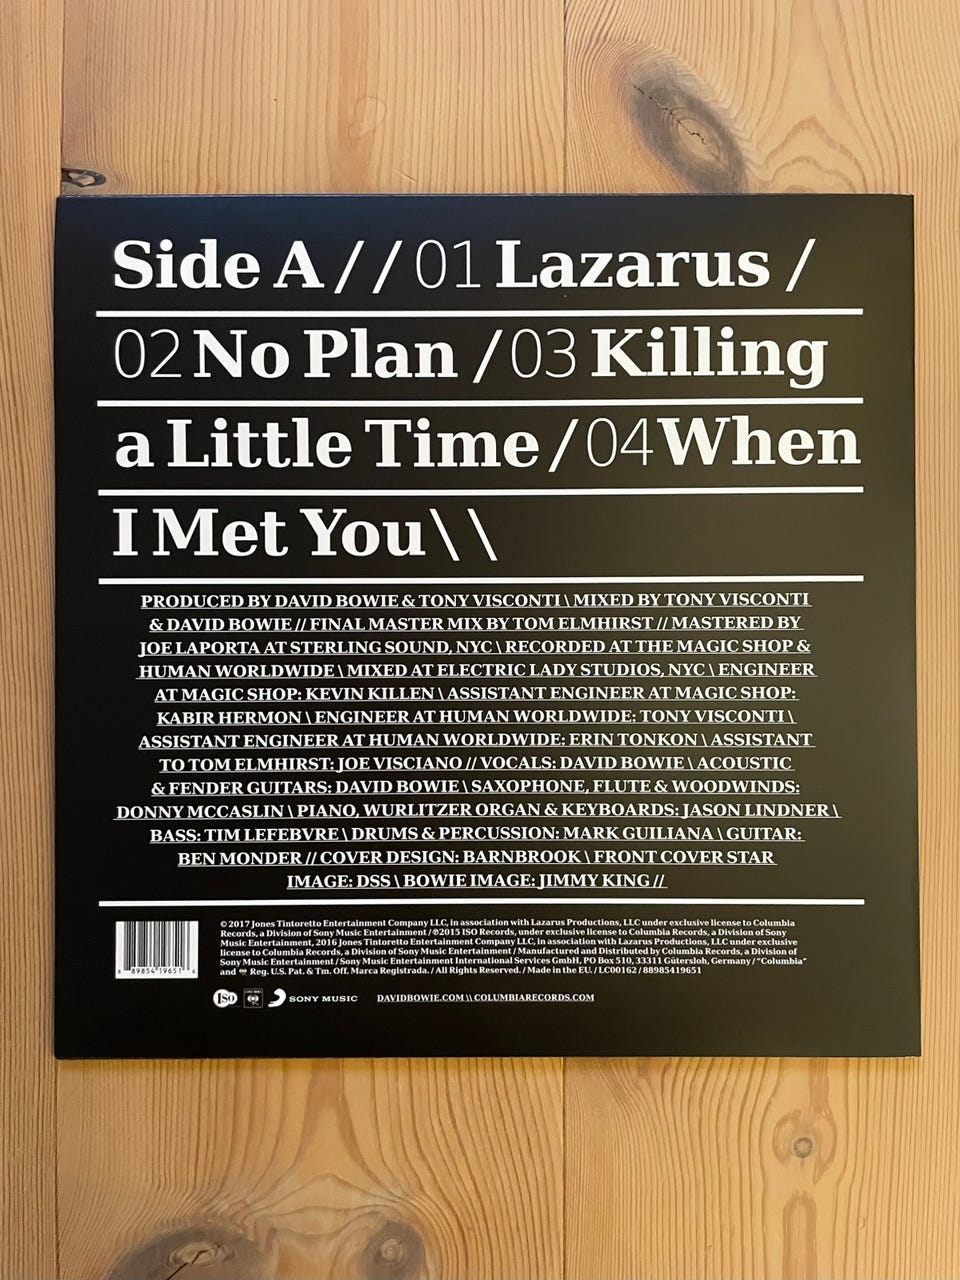 Side A // 01 Lazarus /
02 No Plan / 03 Killing
a Little Time / 04 When
I Met You \\
PRODUCED BY DAVID BOWIE & TONY VISCONTI \ MIXED BY TONY VISCONTI
& DAVID BOWIE // FINAL MASTER MIX BY TOM ELMHIRST // MASTERED BY
JOE LAPORTA AT STERLING SOUND, NYC \ RECORDED AT THE MAGIC SHOP &
HUMAN WORLDWIDE \ MIXED AT ELECTRIC LADY STUDIOS, NYC \ ENGINEER
AT MAGIC SHOP: KEVIN KILLEN \ ASSISTANT ENGINEER AT MAGIC SHOP:
KABIR HERMON \ ENGINEER AT HUMAN WORLDWIDE: TONY VISCONTI \
ASSISTANT ENGINEER AT HUMAN WORLDWIDE: ERIN TONKON \ ASSISTANT
TO TOM ELMHIRST: JOE VISCIANO // VOCALS: DAVID BOWIE \ ACOUSTIC
& FENDER GUITARS: DAVID BOWIE \ SAXOPHONE, FLUTE & WOODWINDS:
DONNY MCCASLIN \ PIANO, WURLITZER ORGAN & KEYBOARDS: JASON LINDNER \
BASS: TIM LEFEBVRE \ DRUMS & PERCUSSION: MARK GUILIANA \ GUITAR:
BEN MONDER // COVER DESIGN: BARNBROOK \ FRONT COVER STAR
IMAGE: DSS \ BOWIE IMAGE: JIMMY KING //
© 2017 Jones Tintoretto Entertainment Company LLC, in association with Lazarus Productions, LLC under exclusive license to Columbia
Records, a Division of Sony Music Entertainment / ℗2015 ISO Records, under exclusive license to Columbia Records, a Division of Sony
Music Entertainment, 2016 Jones Tintoretto Entertainment Company LLC, in association with Lazarus Productions, LLC under exclusive
license to Columbia Records, a Division of Sony Music Entertainment / Manufactured and Distributed by Columbia Records, a Division of
Sony Music Entertainment / Sony Music Entertainment International Services GmbH, PO Box 510, 33311 Gütersloh, Germany / "Columbia"
and Reg. U.S. Pat. & Tm. Off. Marca Registrada. / All Rights Reserved. / Made in the EU. / LC00162 / 88985419651
8 89854 19651 6
ISO COLUMBIA SONY MUSIC DAVIDBOWIE.COM \\ COLUMBIARECORDS.COM